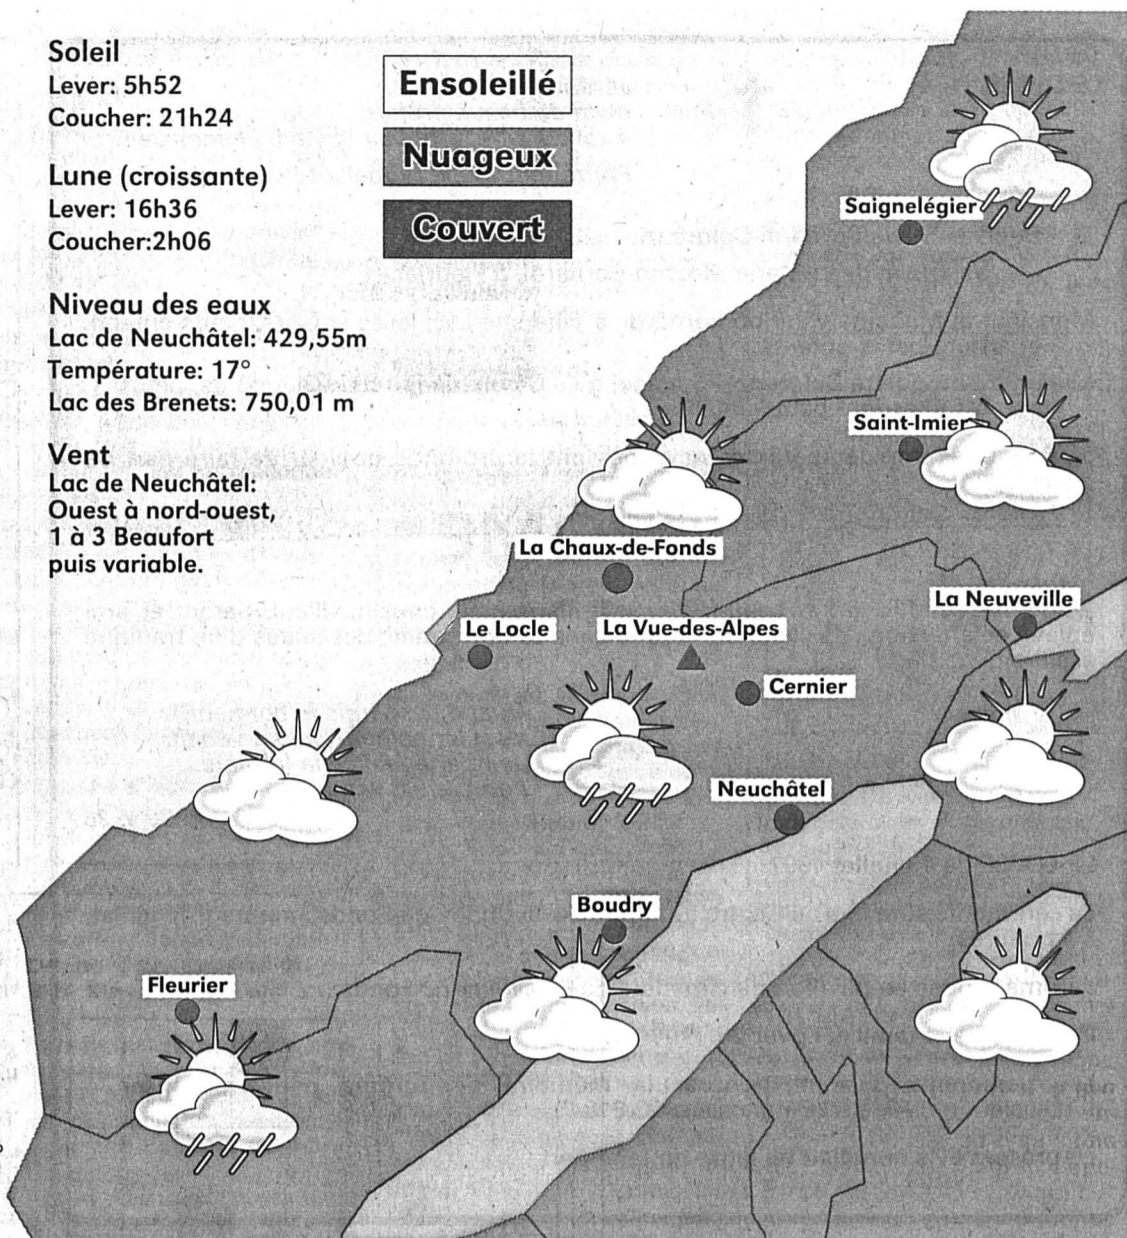 Soleil
Lever: 5h52
Coucher: 21h24
Lune (croissante)
Lever: 16h36
Coucher:2h06
Niveau des eaux
Lac de Neuchâtel: 429,55m
Température: 17°
Lac des Brenets: 750,01 m
Vent
Lac de Neuchâtel:
Ouest à nord-ouest,
1 à 3 Beaufort
puis variable.
Ensoleillé
Nuageux
Couvert
Saignelégier
Saint-Imier
La Chaux-de-Fonds
La Neuveville
Le Locle
La Vue-des-Alpes
Cernier
Neuchâtel
Boudry
Fleurier